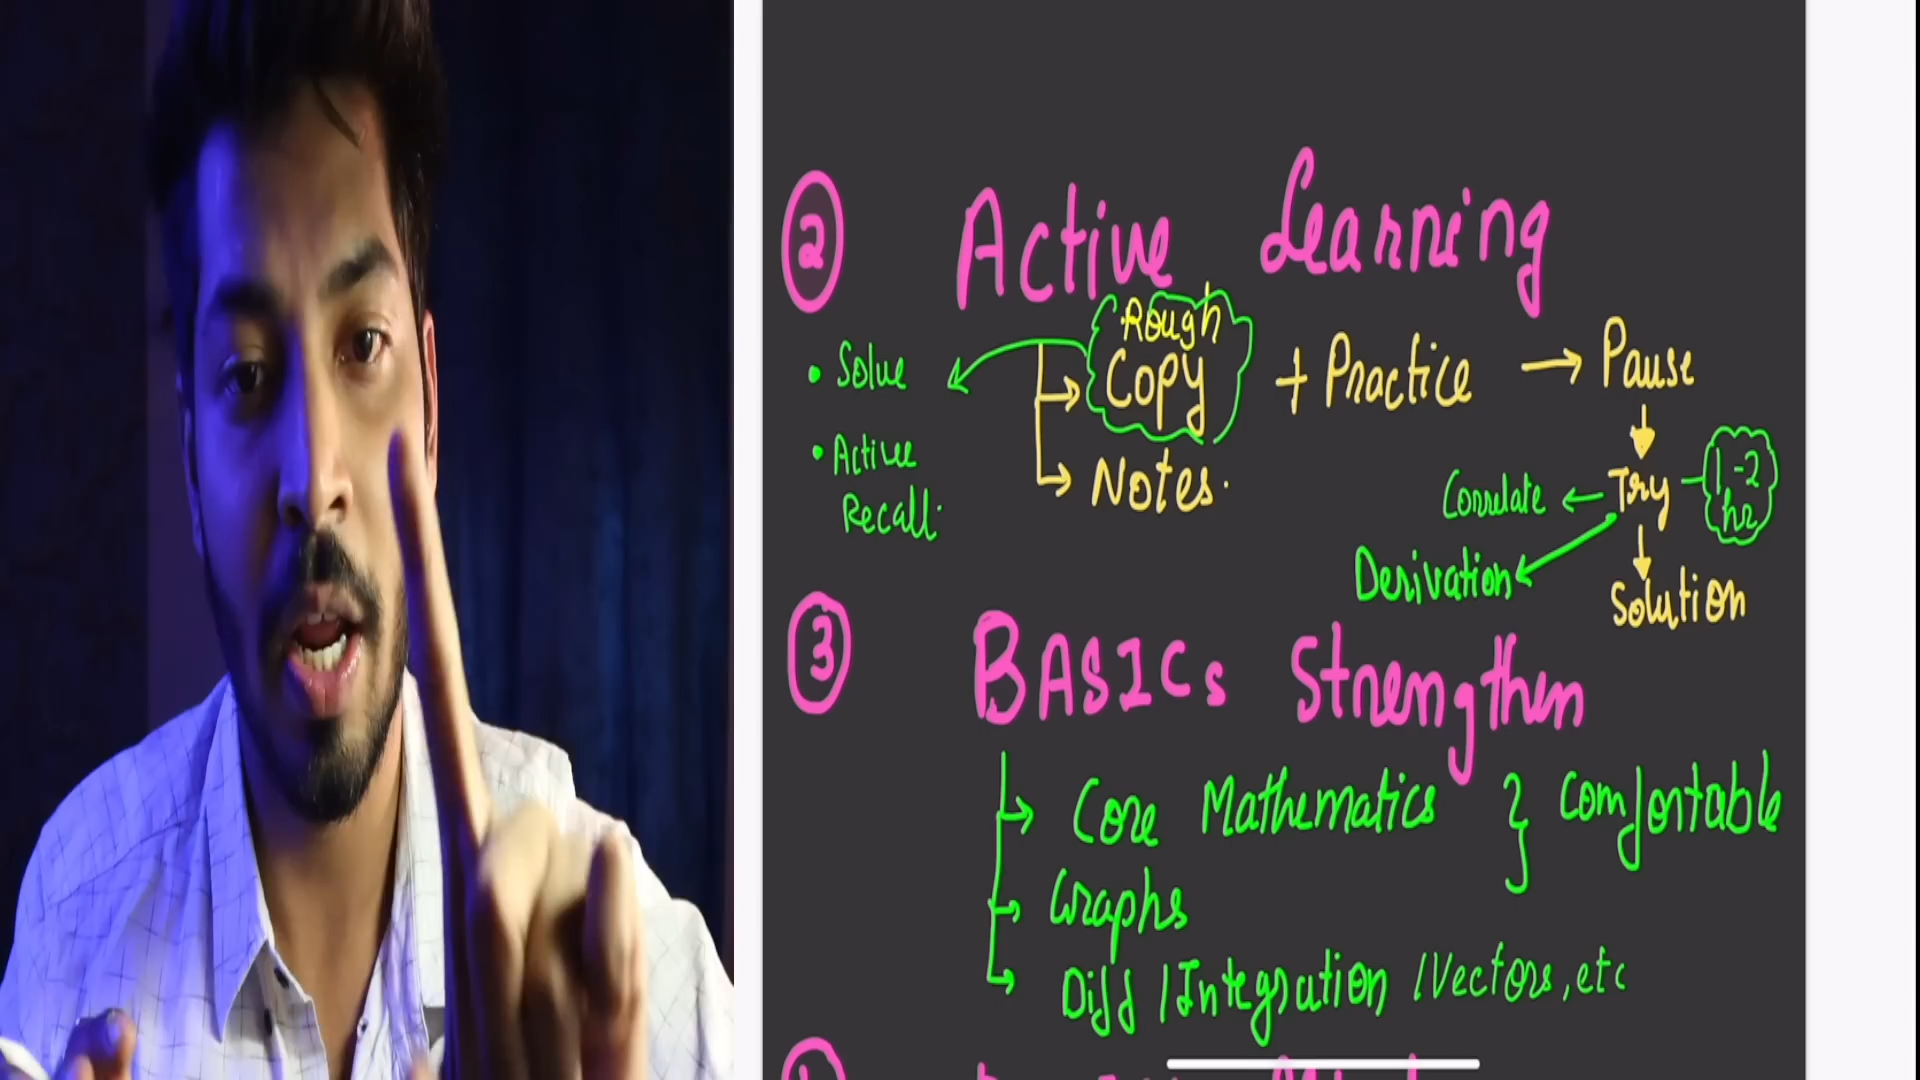 2 Active Learning
Rough
• Solve Copy + Practice → Pause
• Active
Recall.
Notes.
Correlate ← Try - 1-2
hr
Derivation
Solution
3 BASICs Strengthen
Core Mathematics } Comfortable
Graphs
Diff / Integration / Vectors, etc